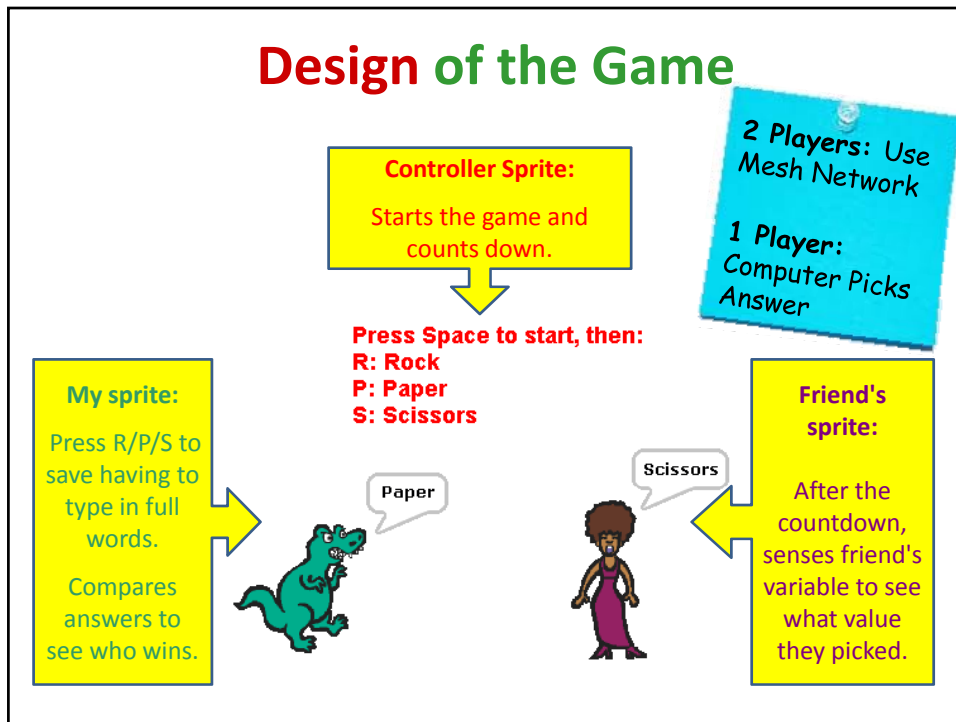 Design of the Game
2 Players: Use
Mesh Network
1 Player:
Computer Picks
Answer
Controller Sprite:
Starts the game and
counts down.
Press Space to start, then:
R: Rock
P: Paper
S: Scissors
My sprite:
Press R/P/S to
save having to
type in full
words.
Compares
answers to
see who wins.
Paper
Scissors
Friend's
sprite:
After the
countdown,
senses friend's
variable to see
what value
they picked.